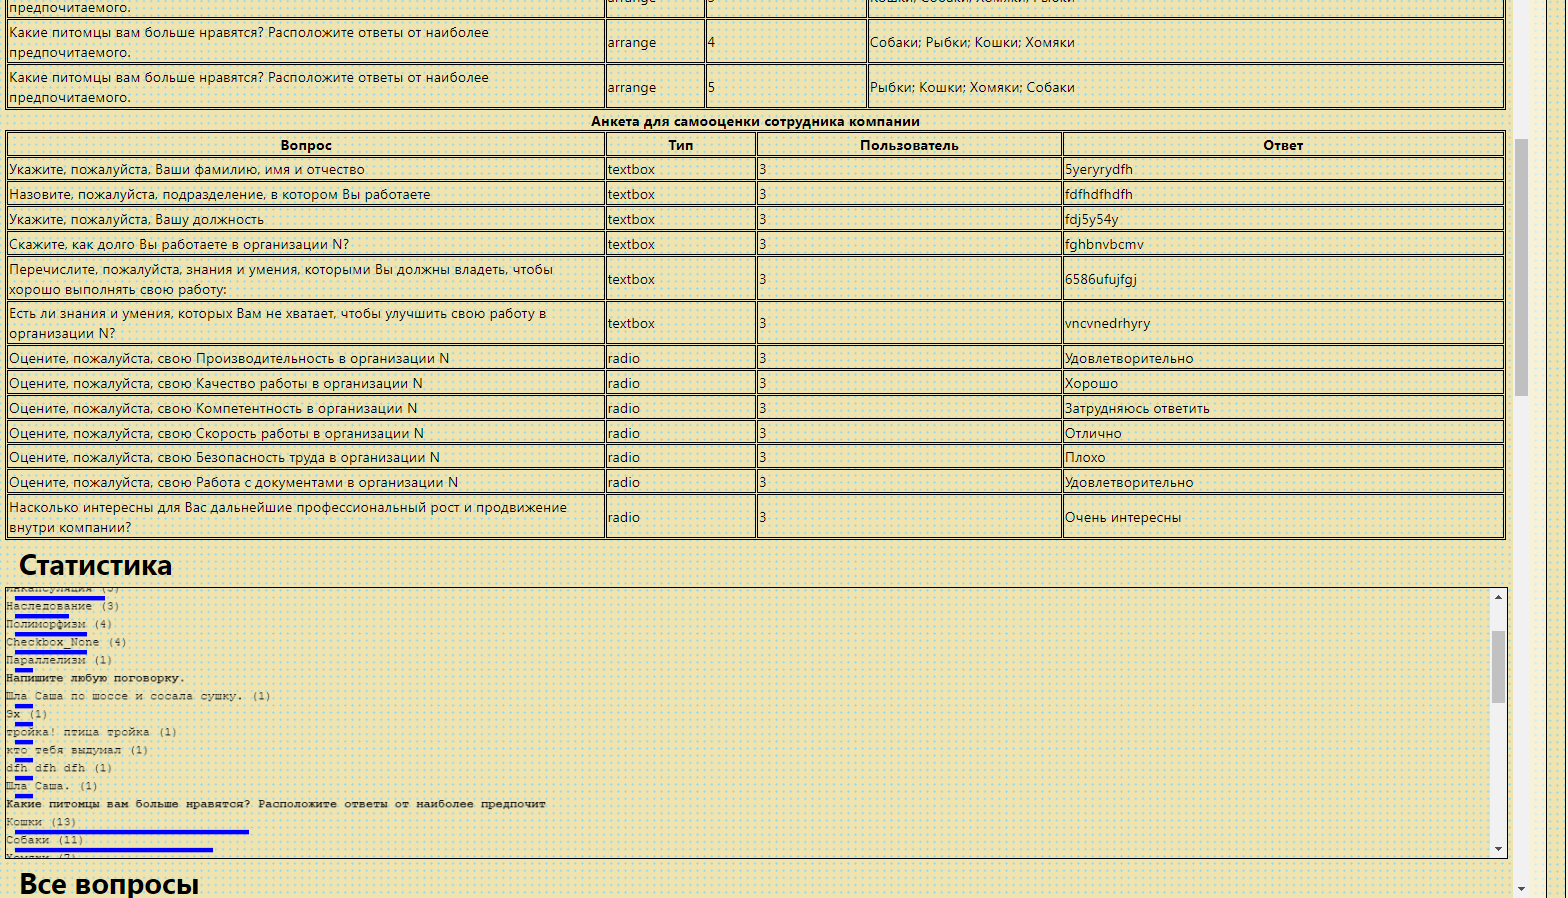 предпочитаемого.
Какие питомцы вам больше нравятся? Расположите ответы от наиболее
предпочитаемого.
arrange
4
Собаки; Рыбки; Кошки; Хомяки
Какие питомцы вам больше нравятся? Расположите ответы от наиболее
предпочитаемого.
arrange
5
Рыбки; Кошки; Хомяки; Собаки
Анкета для самооценки сотрудника компании
Вопрос Тип Пользователь Ответ
Укажите, пожалуйста, Ваши фамилию, имя и отчество textbox 3 5yeryrydfh
Назовите, пожалуйста, подразделение, в котором Вы работаете textbox 3 fdfhdfhdfh
Укажите, пожалуйста, Вашу должность textbox 3 fdj5y54y
Скажите, как долго Вы работаете в организации N? textbox 3 fghbnvbcmv
Перечислите, пожалуйста, знания и умения, которыми Вы должны владеть, чтобы
хорошо выполнять свою работу:
textbox 3 6586ufujfgj
Есть ли знания и умения, которых Вам не хватает, чтобы улучшить свою работу в
организации N?
textbox 3 vncvnedrhyry
Оцените, пожалуйста, свою Производительность в организации N radio 3 Удовлетворительно
Оцените, пожалуйста, свою Качество работы в организации N radio 3 Хорошо
Оцените, пожалуйста, свою Компетентность в организации N radio 3 Затрудняюсь ответить
Оцените, пожалуйста, свою Скорость работы в организации N radio 3 Отлично
Оцените, пожалуйста, свою Безопасность труда в организации N radio 3 Плохо
Оцените, пожалуйста, свою Работа с документами в организации N radio 3 Удовлетворительно
Насколько интересны для Вас дальнейшие профессиональный рост и продвижение
внутри компании?
radio 3 Очень интересны
Статистика
Инкапсуляция (5)
Наследование (3)
Полиморфизм (4)
Checkbox_None (4)
Параллелизм (1)
Напишите любую поговорку.
Шла Саша по шоссе и сосала сушку. (1)
Эх (1)
тройка! птица тройка (1)
кто тебя выдумал (1)
dfh dfh dfh (1)
Шла Саша. (1)
Какие питомцы вам больше нравятся? Расположите ответы от наиболее предпочит
Кошки (13)
Собаки (11)
Все вопросы